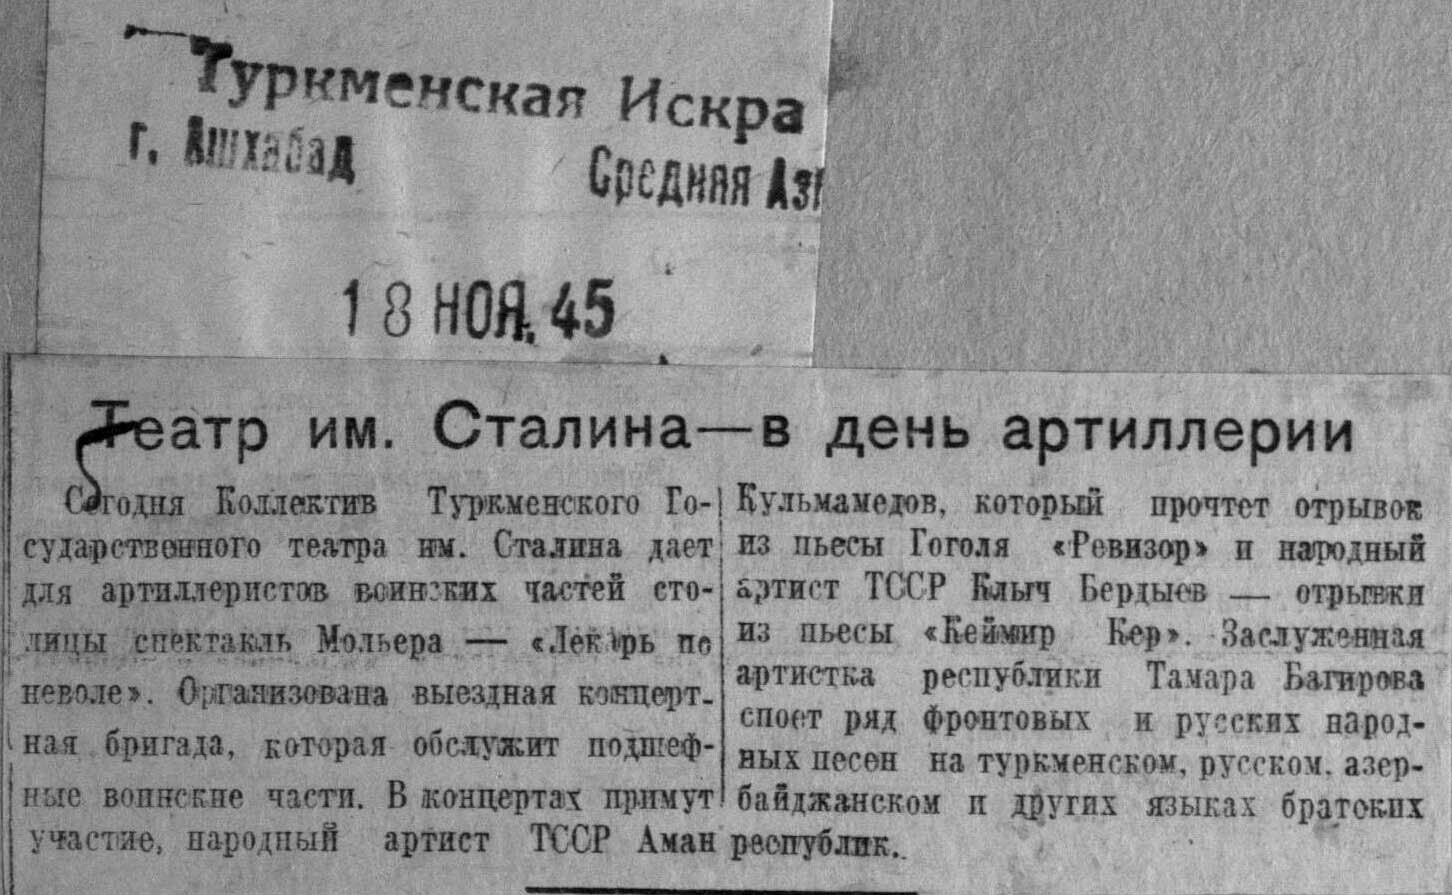 Туркменская Искра
г. Ашхабад Средняя Ази
18 НОЯ. 45
Театр им. Сталина—в день артиллерии
Сегодня Коллектив Туркменского Го-
сударственного театра им. Сталина дает
для артиллеристов воинских частей сто-
лицы спектакль Мольера — «Лекарь по
неволе». Организована выездная концерт-
ная бригада, которая обслужит подшеф-
ные воинские части. В концертах примут
участие, народный артист ТССР Аман
Кульмамедов, который прочтет отрывок
из пьесы Гоголя «Ревизор» и народный
артист ТССР Клыч Бердыев — отрывки
из пьесы «Кеймир Кер». Заслуженная
артистка республики Тамара Багирова
споет ряд фронтовых и русских народ-
ных песен на туркменском, русском, азер-
байджанском и других языках братских
республик.